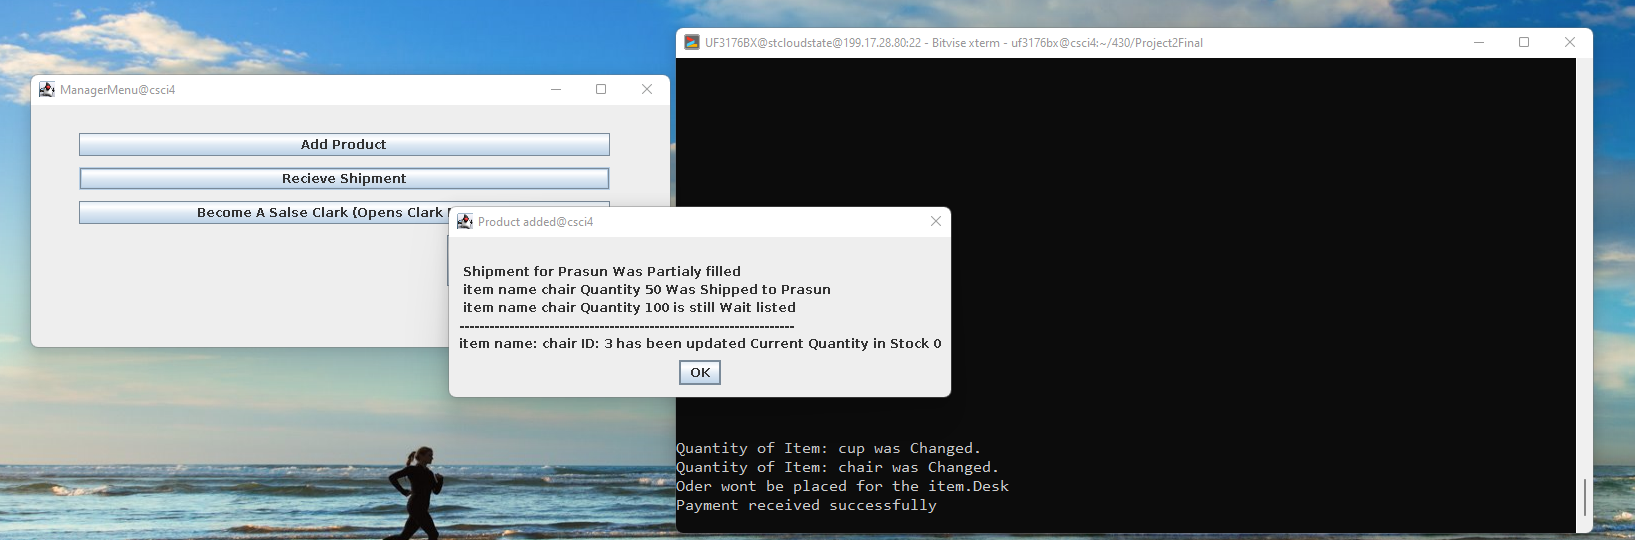 UF3176BX@stcloudstate@199.17.28.80:22 - Bitvise xterm - uf3176bx@csci4:~/430/Project2Final
ManagerMenu@csci4
Add Product
Recieve Shipment
Become A Salse Clark (Opens Clark
Product added@csci4
Shipment for Prasun Was Partialy filled
item name chair Quantity 50 Was Shipped to Prasun
item name chair Quantity 100 is still Wait listed
-------------------------------------------------------------------
item name: chair ID: 3 has been updated Current Quantity in Stock 0
OK
Quantity of Item: cup was Changed.
Quantity of Item: chair was Changed.
Oder wont be placed for the item.Desk
Payment received successfully